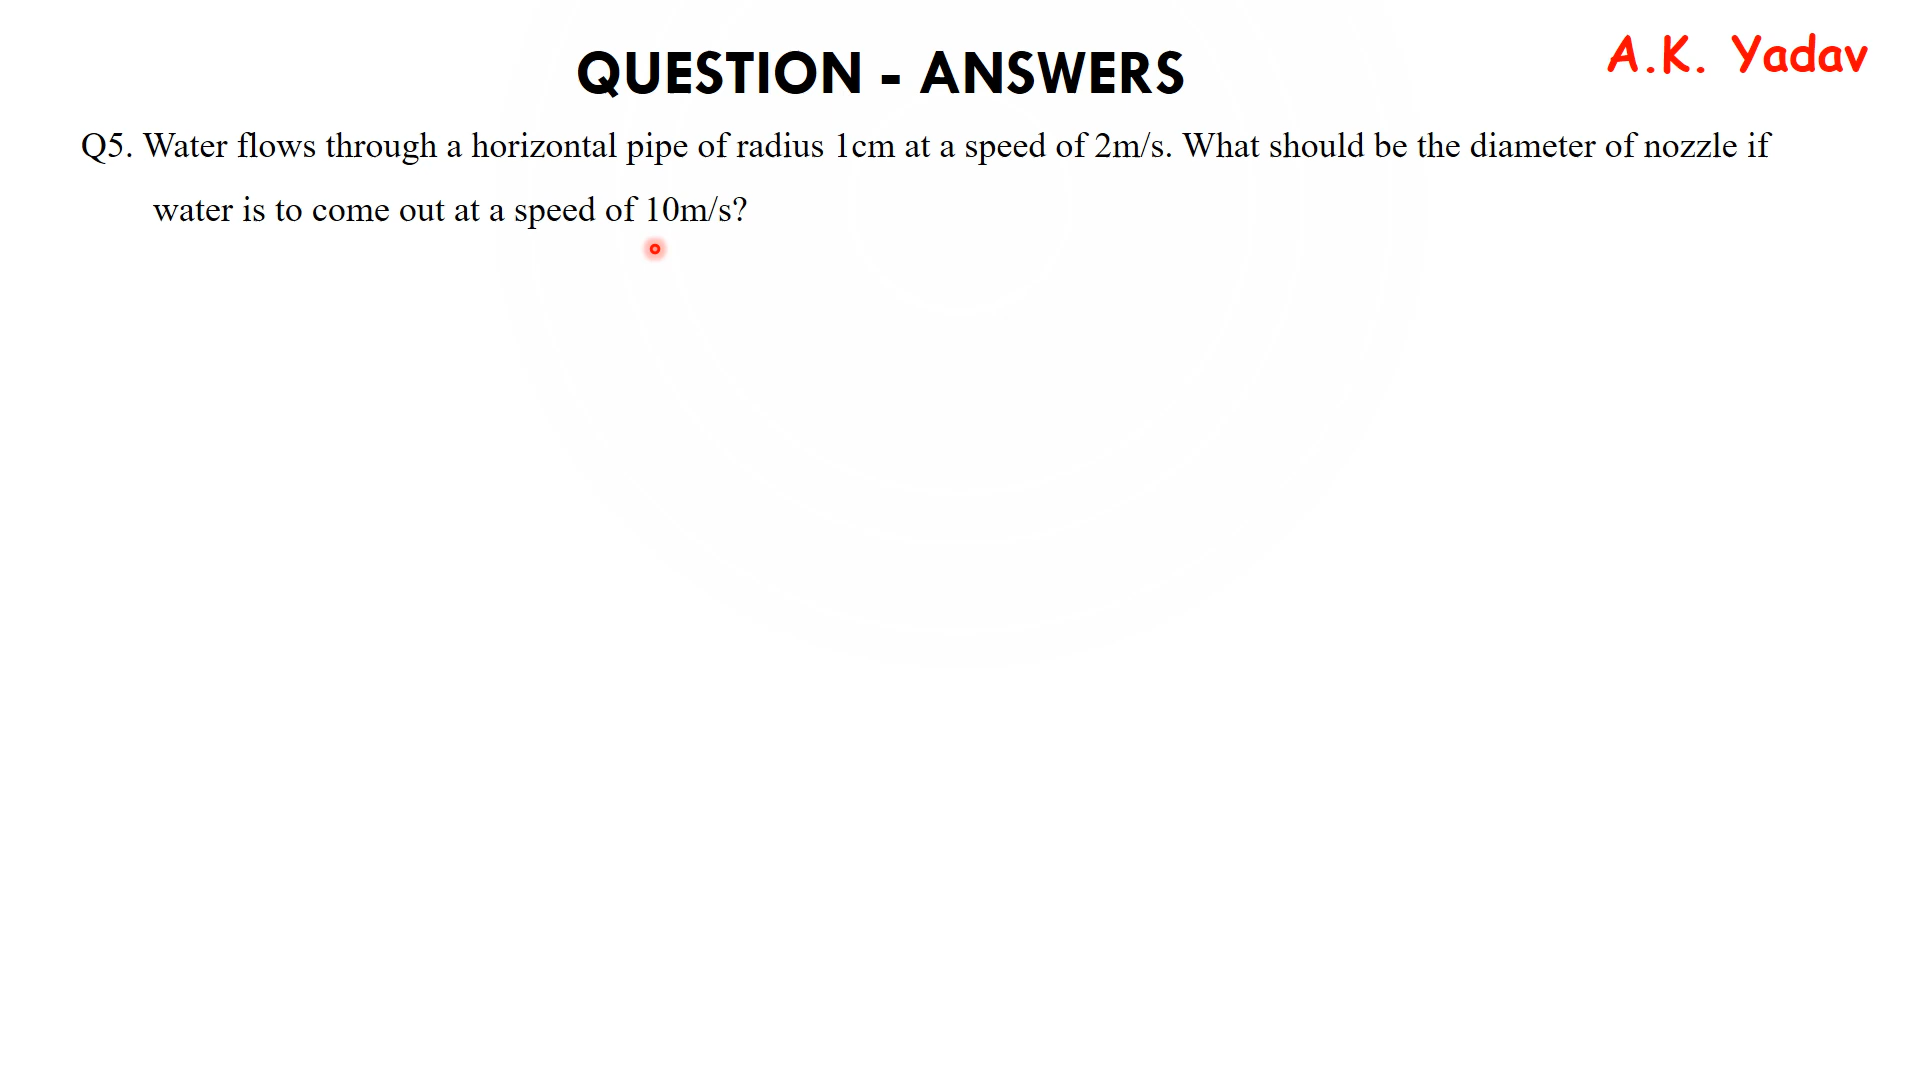 QUESTION - ANSWERS
A.K. Yadav
Q5. Water flows through a horizontal pipe of radius 1cm at a speed of 2m/s. What should be the diameter of nozzle if
water is to come out at a speed of 10m/s?